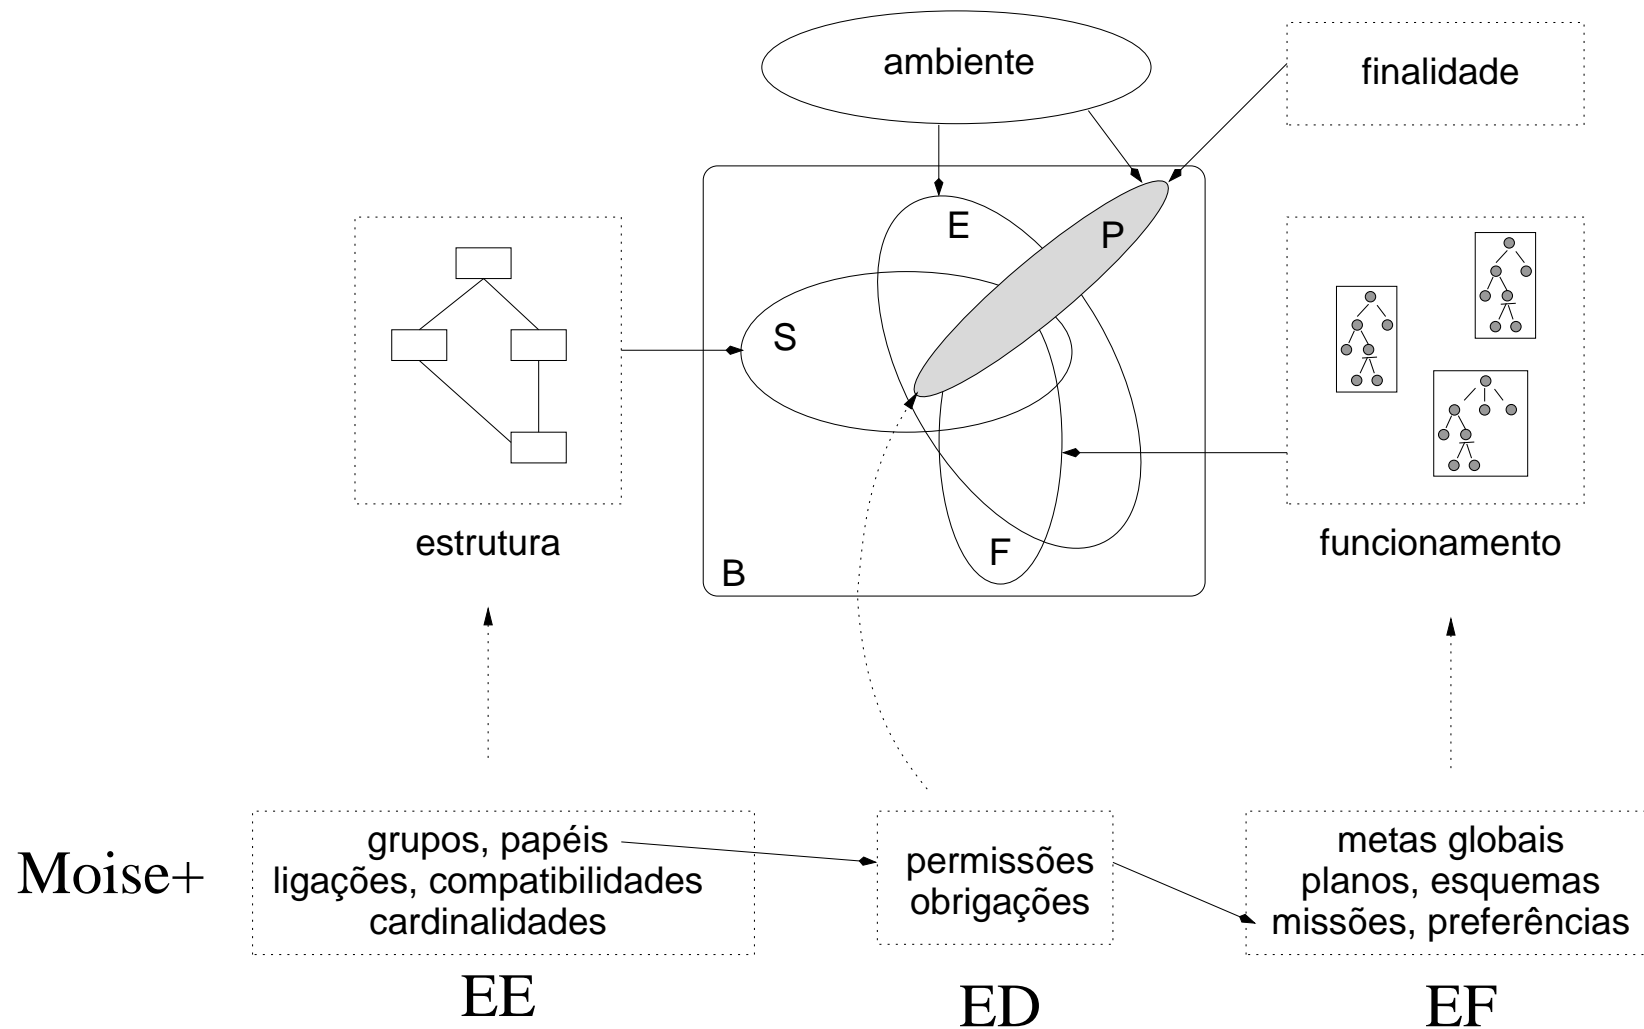 ambiente
finalidade
E
P
S
estrutura
F
funcionamento
B
Moise+
grupos, papéis
ligações, compatibilidades
cardinalidades
permissões
obrigações
metas globais
planos, esquemas
missões, preferências
EE
ED
EF